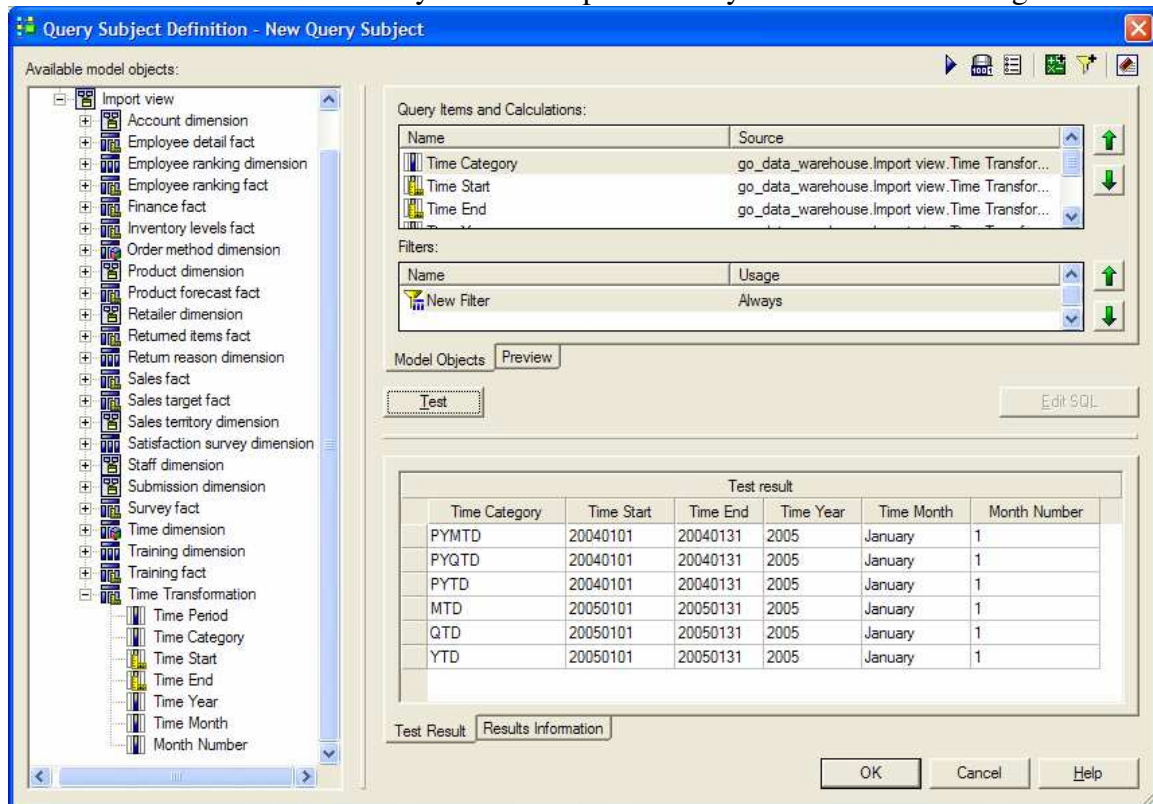 Query Subject Definition - New Query Subject
Available model objects:
Import view
Account dimension
Employee detail fact
Employee ranking dimension
Employee ranking fact
Finance fact
Inventory levels fact
Order method dimension
Product dimension
Product forecast fact
Retailer dimension
Returned items fact
Return reason dimension
Sales fact
Sales target fact
Sales territory dimension
Satisfaction survey dimension
Staff dimension
Submission dimension
Survey fact
Time dimension
Training dimension
Training fact
Time Transformation
Time Period
Time Category
Time Start
Time End
Time Year
Time Month
Month Number
Query Items and Calculations:
Name Source
Time Category go_data_warehouse.Import view.Time Transfor...
Time Start go_data_warehouse.Import view.Time Transfor...
Time End go_data_warehouse.Import view.Time Transfor...
Filters:
Name Usage
New Filter Always
Model Objects Preview
Test Edit SQL
Test result
Time Category Time Start Time End Time Year Time Month Month Number
PYMTD 20040101 20040131 2005 January 1
PYQTD 20040101 20040131 2005 January 1
PYTD 20040101 20040131 2005 January 1
MTD 20050101 20050131 2005 January 1
QTD 20050101 20050131 2005 January 1
YTD 20050101 20050131 2005 January 1
Test Result Results Information
OK Cancel Help